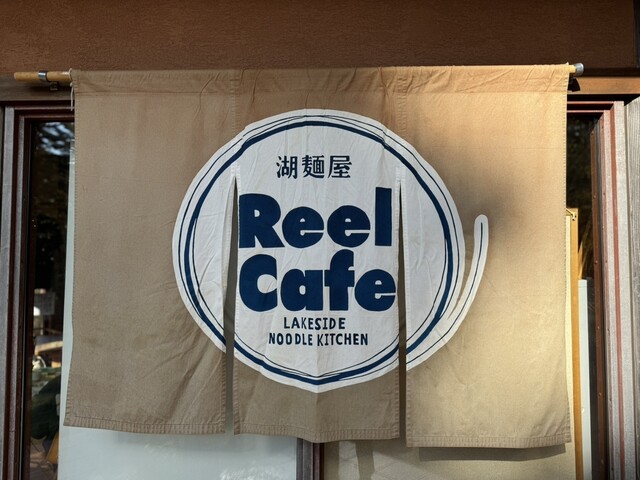 湖麺屋
Reel
Cafe
LAKESIDE
NOODLE KITCHEN